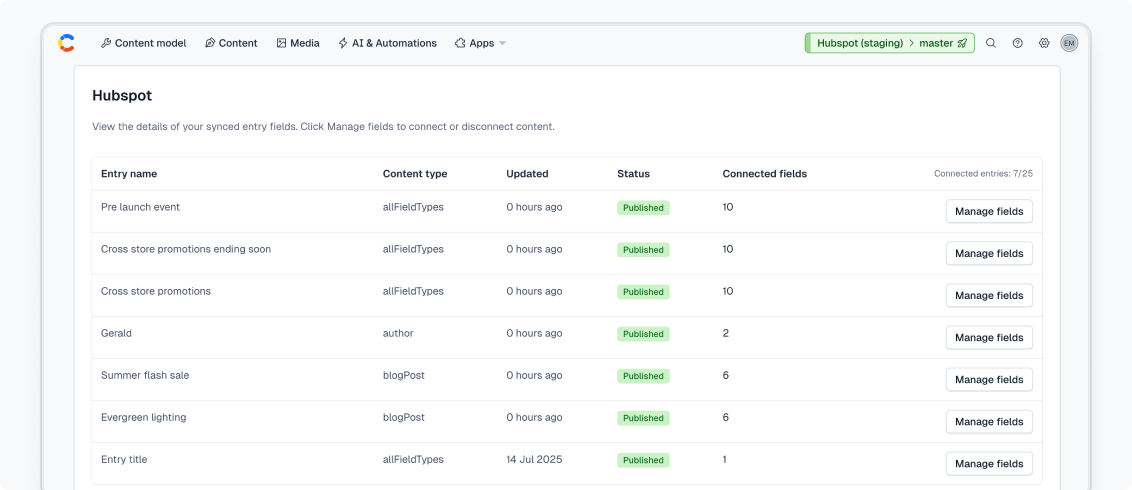 Content model Content Media AI & Automations Apps Hubspot (staging) > master EM
Hubspot
View the details of your synced entry fields. Click Manage fields to connect or disconnect content.
Entry name Content type Updated Status Connected fields Connected entries: 7/25
Pre launch event allFieldTypes 0 hours ago Published 10 Manage fields
Cross store promotions ending soon allFieldTypes 0 hours ago Published 10 Manage fields
Cross store promotions allFieldTypes 0 hours ago Published 10 Manage fields
Gerald author 0 hours ago Published 2 Manage fields
Summer flash sale blogPost 0 hours ago Published 6 Manage fields
Evergreen lighting blogPost 0 hours ago Published 6 Manage fields
Entry title allFieldTypes 14 Jul 2025 Published 1 Manage fields